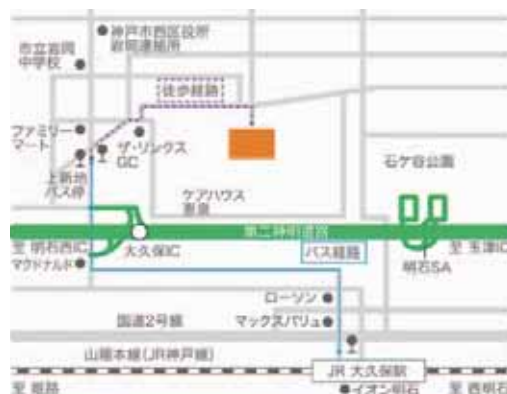 神戸市西区役所
岩岡連絡所
市立岩岡
中学校
徒歩経路
ファミリー
マート
ザ・リンクス
GC
上新地
バス停
石ケ谷公園
ケアハウス
恵泉
第二神明道路
至 明石西IC
大久保IC
バス経路
至 玉津IC
マクドナルド
明石SA
ローソン
国道2号線
マックスバリュ
山陽本線(JR神戸線)
JR 大久保駅
至 姫路
イオン明石
至 西明石